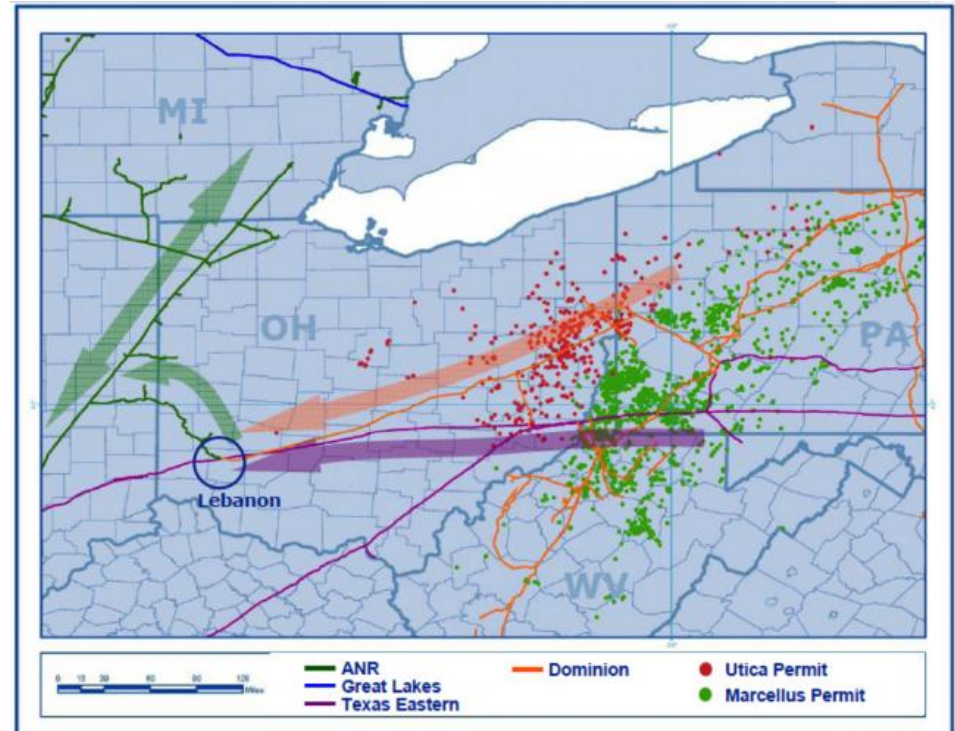 MI
OH
PA
Lebanon
WV
ANR
Great Lakes
Texas Eastern
Dominion
Utica Permit
Marcellus Permit